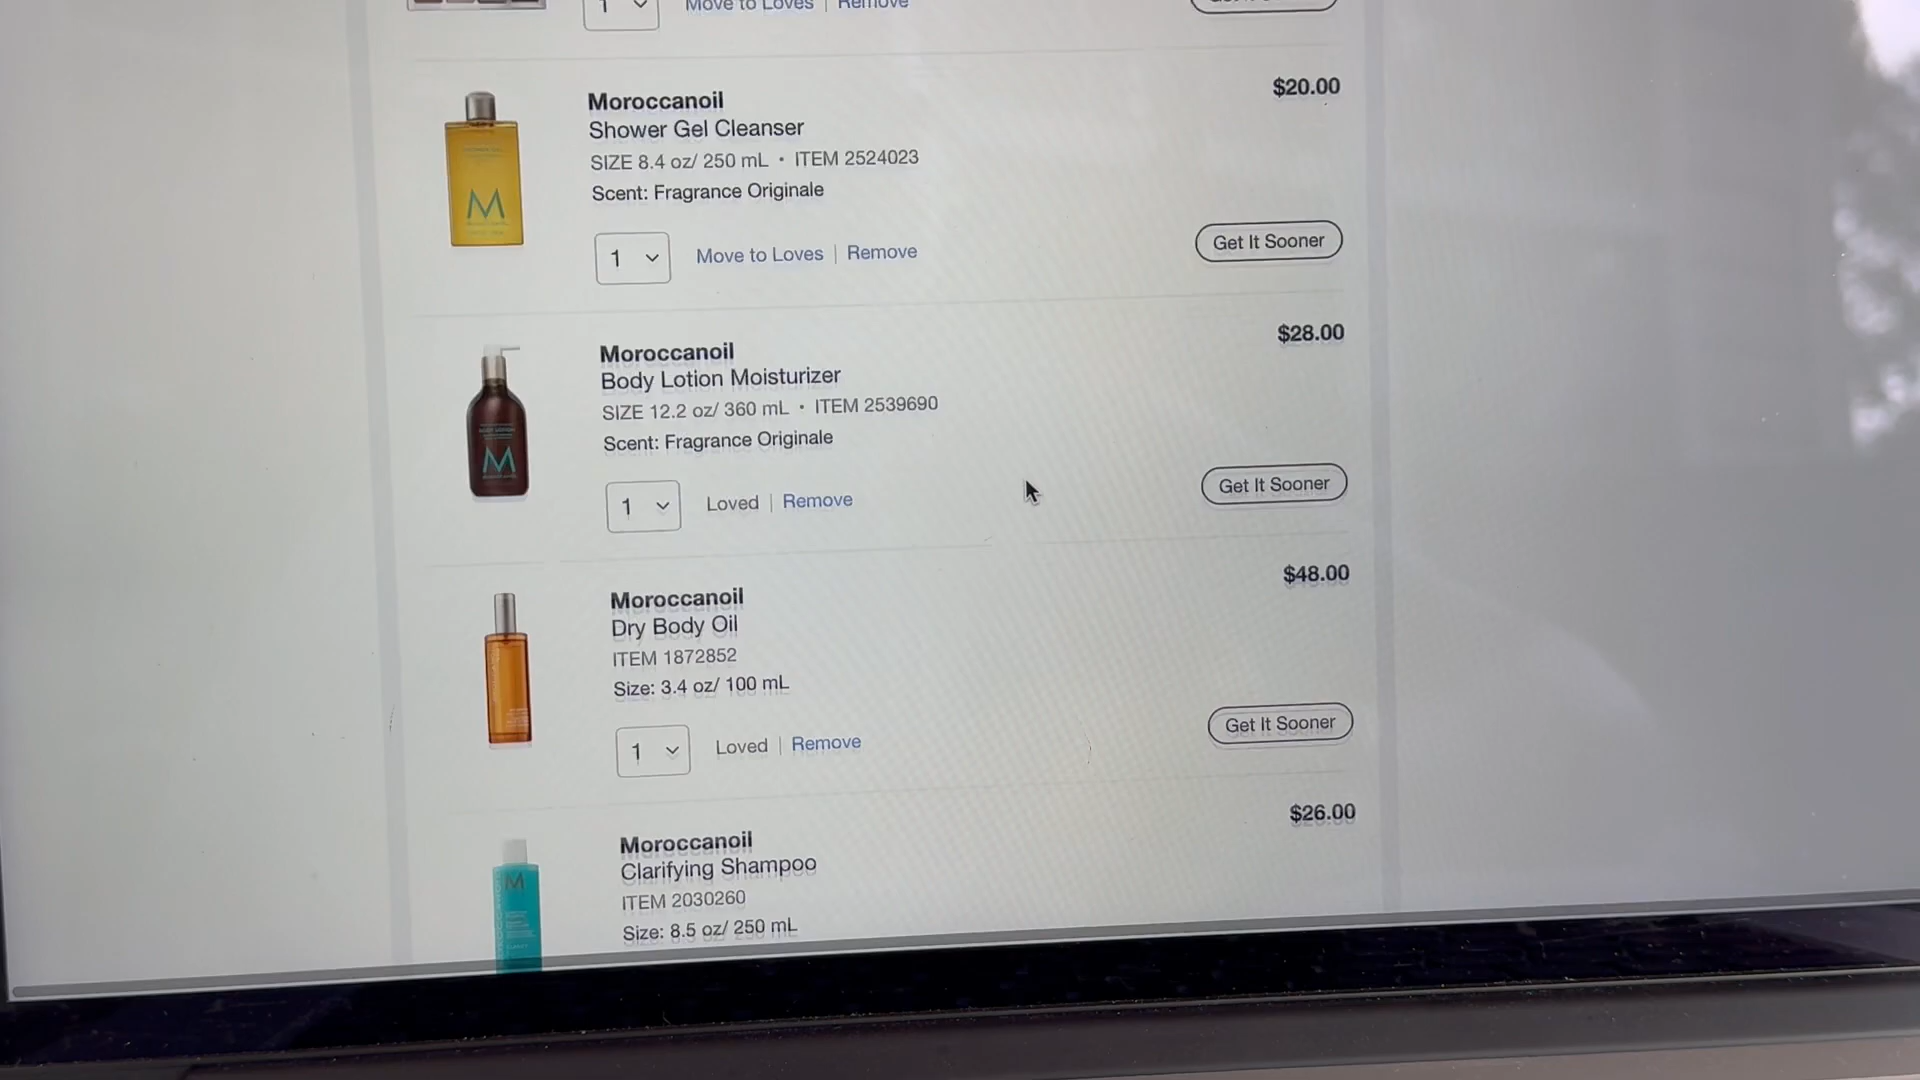 1 Move to Loves | Remove
Moroccanoil $20.00
Shower Gel Cleanser
SIZE 8.4 oz/ 250 mL • ITEM 2524023
Scent: Fragrance Originale
1 Move to Loves | Remove Get It Sooner
M
Moroccanoil $28.00
Body Lotion Moisturizer
SIZE 12.2 oz/ 360 mL • ITEM 2539690
Scent: Fragrance Originale
1 Loved | Remove Get It Sooner
M
Moroccanoil $48.00
Dry Body Oil
ITEM 1872852
Size: 3.4 oz/ 100 mL
1 Loved | Remove Get It Sooner
Moroccanoil $26.00
Clarifying Shampoo
ITEM 2030260
Size: 8.5 oz/ 250 mL
M